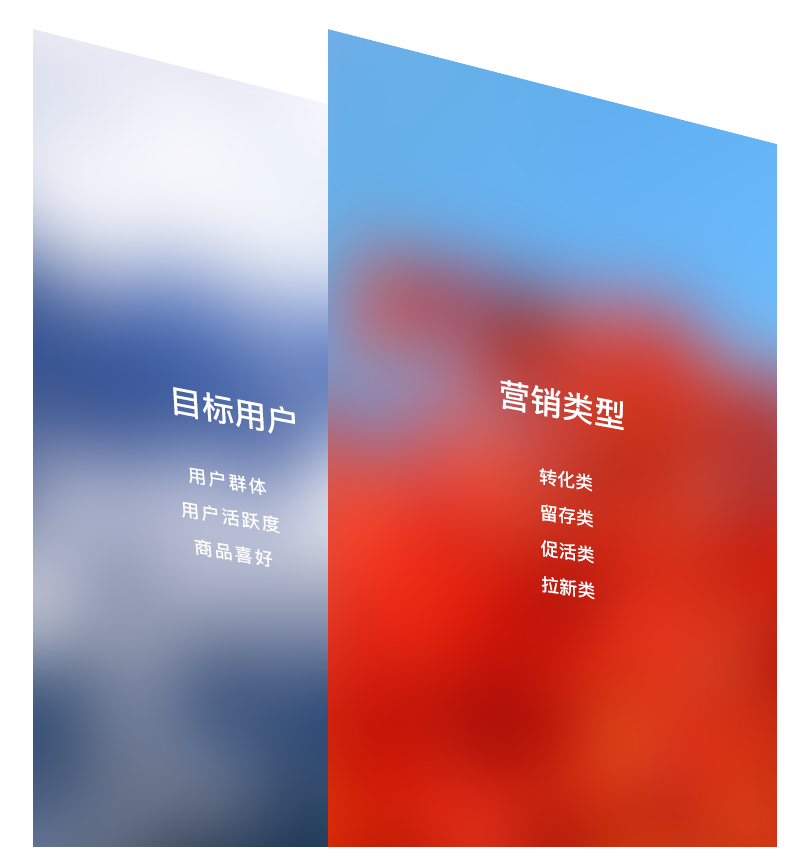 目标用户
用户群体
用户活跃度
商品喜好
营销类型
转化类
留存类
促活类
拉新类